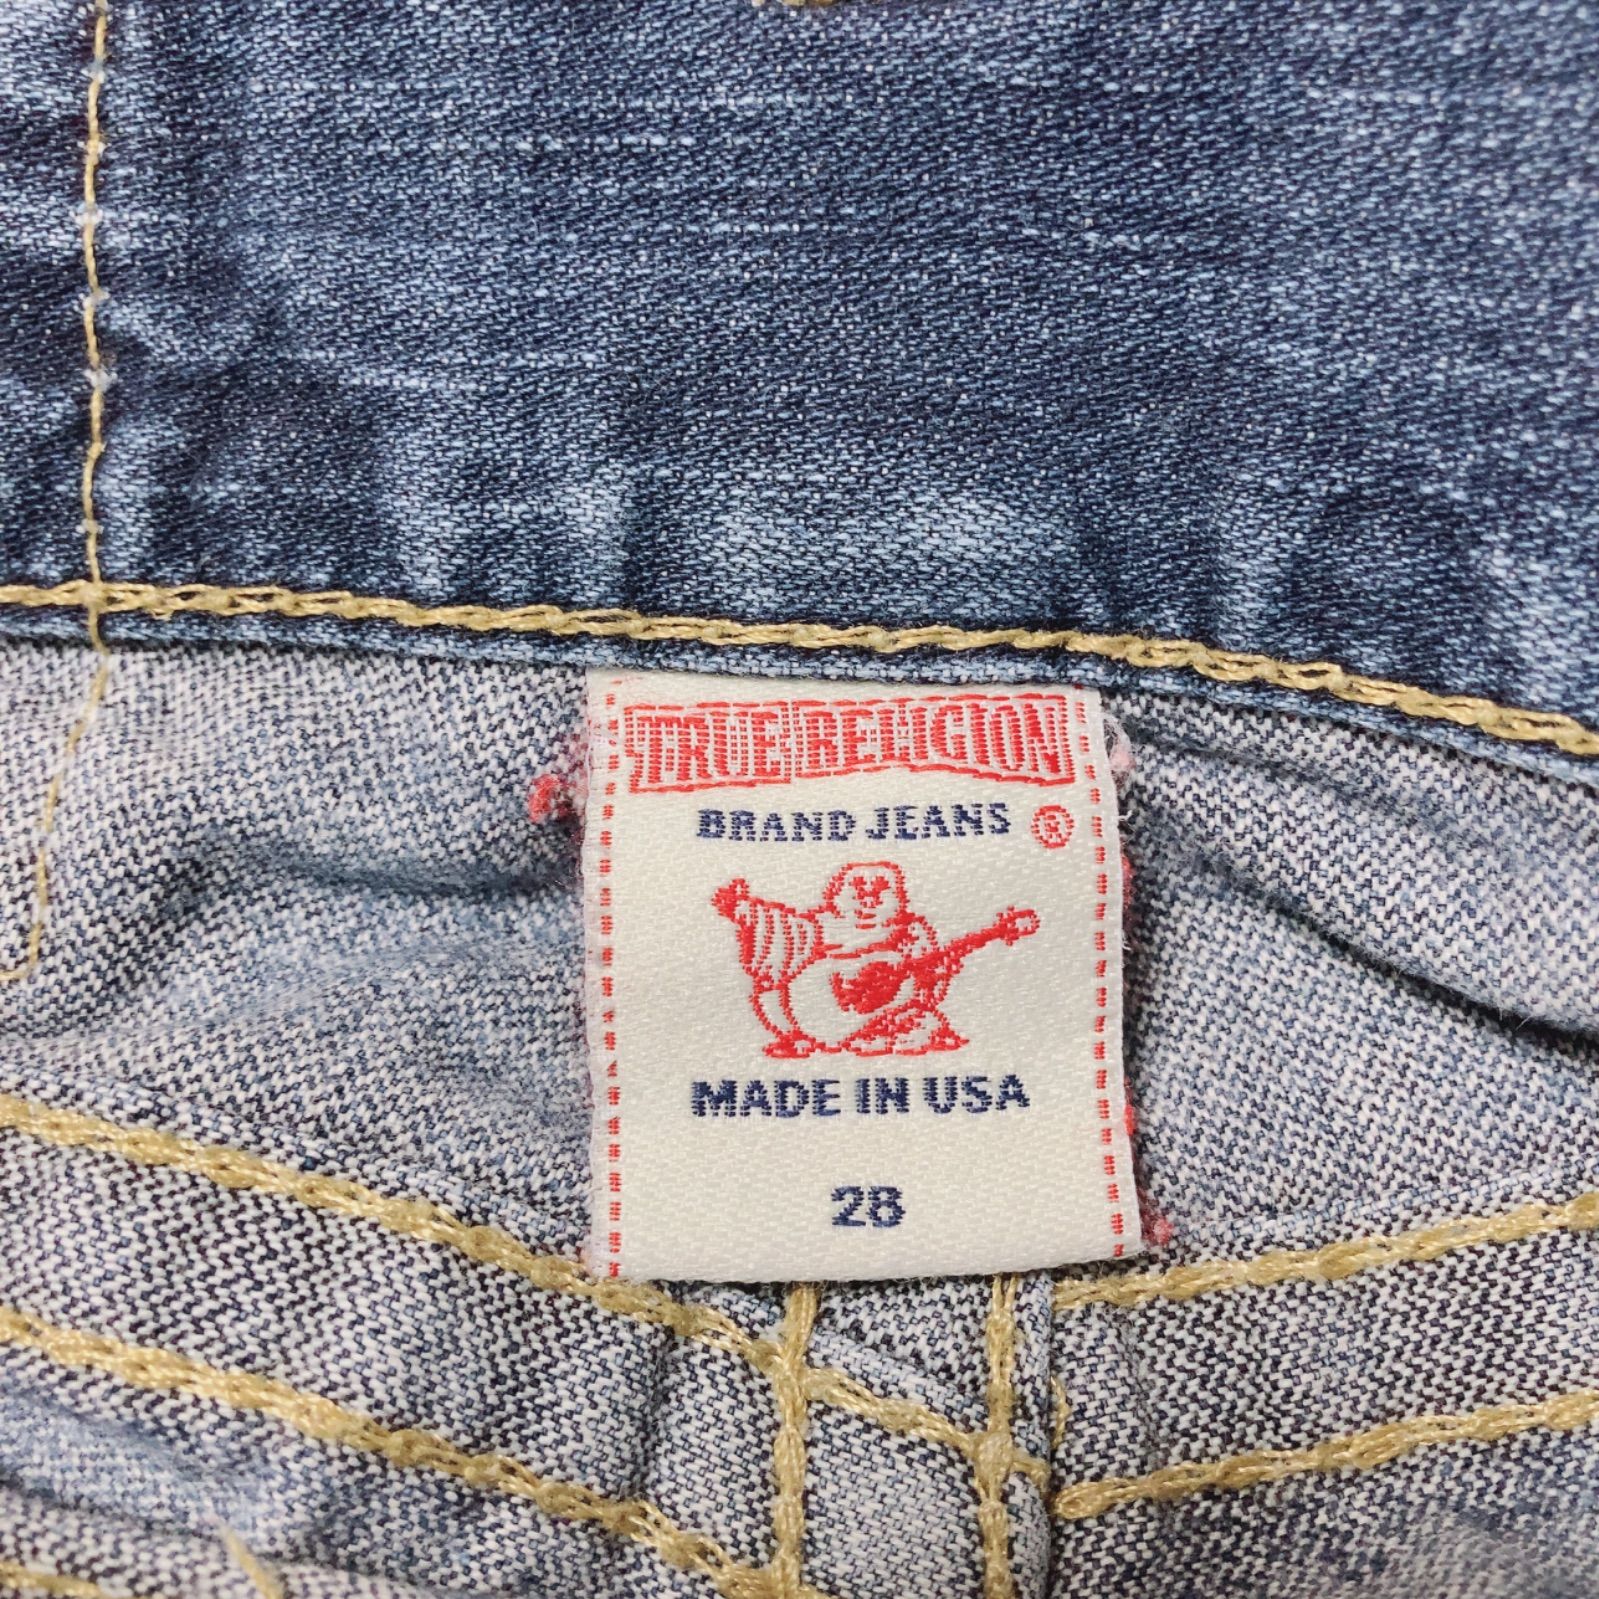 TRUE RELIGION
BRAND JEANS ®
MADE IN USA
28